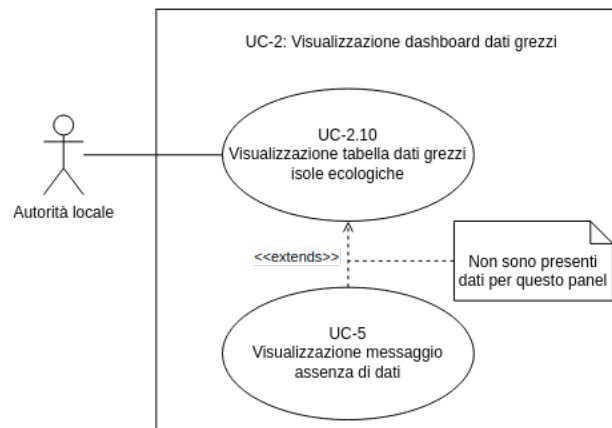 UC-2: Visualizzazione dashboard dati grezzi
UC-2.10
Visualizzazione tabella dati grezzi
isole ecologiche
Autorità locale
<<extends>>
Non sono presenti
dati per questo panel
UC-5
Visualizzazione messaggio
assenza di dati